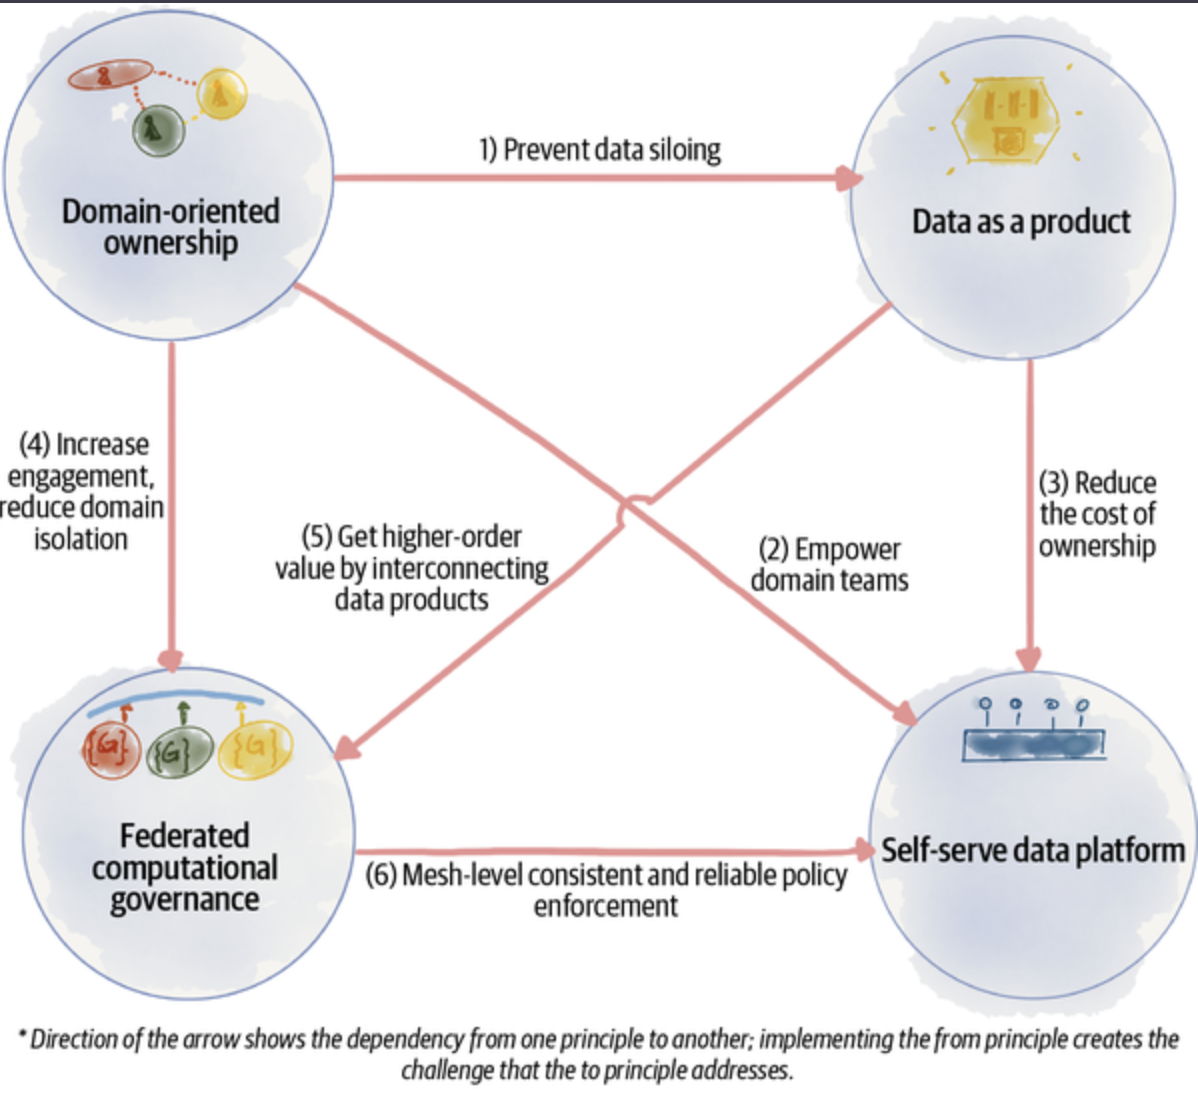 1) Prevent data siloing
Domain-oriented
ownership
Data as a product
(4) Increase
engagement,
reduce domain
isolation
(3) Reduce
the cost of
ownership
(5) Get higher-order
value by interconnecting
data products
(2) Empower
domain teams
{G}
{G}
{G}
Federated
computational
governance
Self-serve data platform
(6) Mesh-level consistent and reliable policy
enforcement
* Direction of the arrow shows the dependency from one principle to another; implementing the from principle creates the
challenge that the to principle addresses.